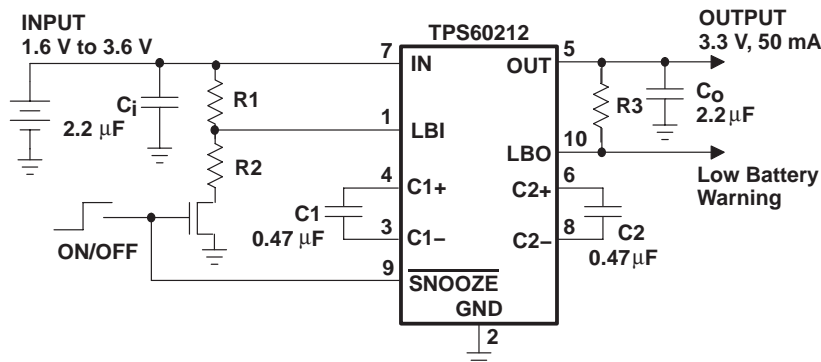 INPUT
1.6 V to 3.6 V
TPS60212
OUTPUT
3.3 V, 50 mA
7
IN
OUT
5
Ci
2.2 µF
R1
R2
1
LBI
R3
Co
2.2 µF
LBO
10
Low Battery
Warning
4
C1+
C2+
6
C1
0.47 µF
3
C1−
C2−
8
C2
0.47 µF
ON/OFF
9
SNOOZE
GND
2